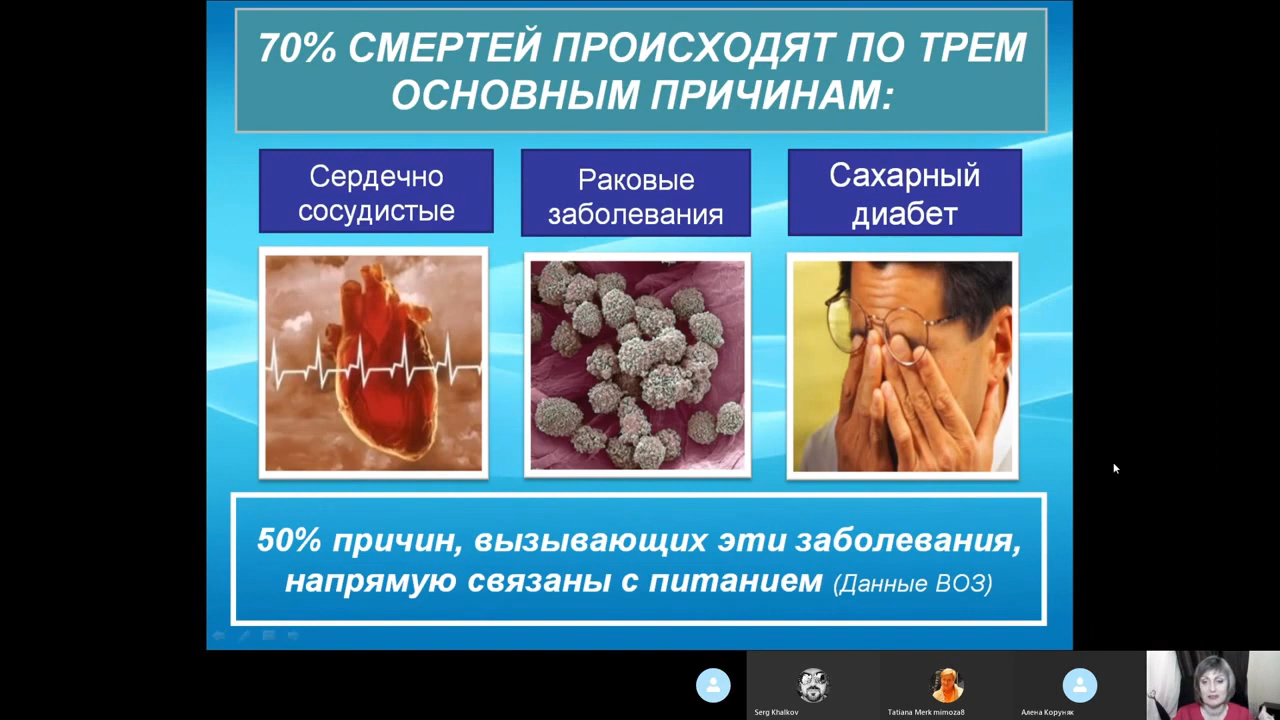 70% СМЕРТЕЙ ПРОИСХОДЯТ ПО ТРЕМ
ОСНОВНЫМ ПРИЧИНАМ:
Сердечно
сосудистые
Раковые
заболевания
Сахарный
диабет
50% причин, вызывающих эти заболевания,
напрямую связаны с питанием (Данные ВОЗ)
Serg Khalkov
Tatiana Merk mimoza8
Алена Коруняк